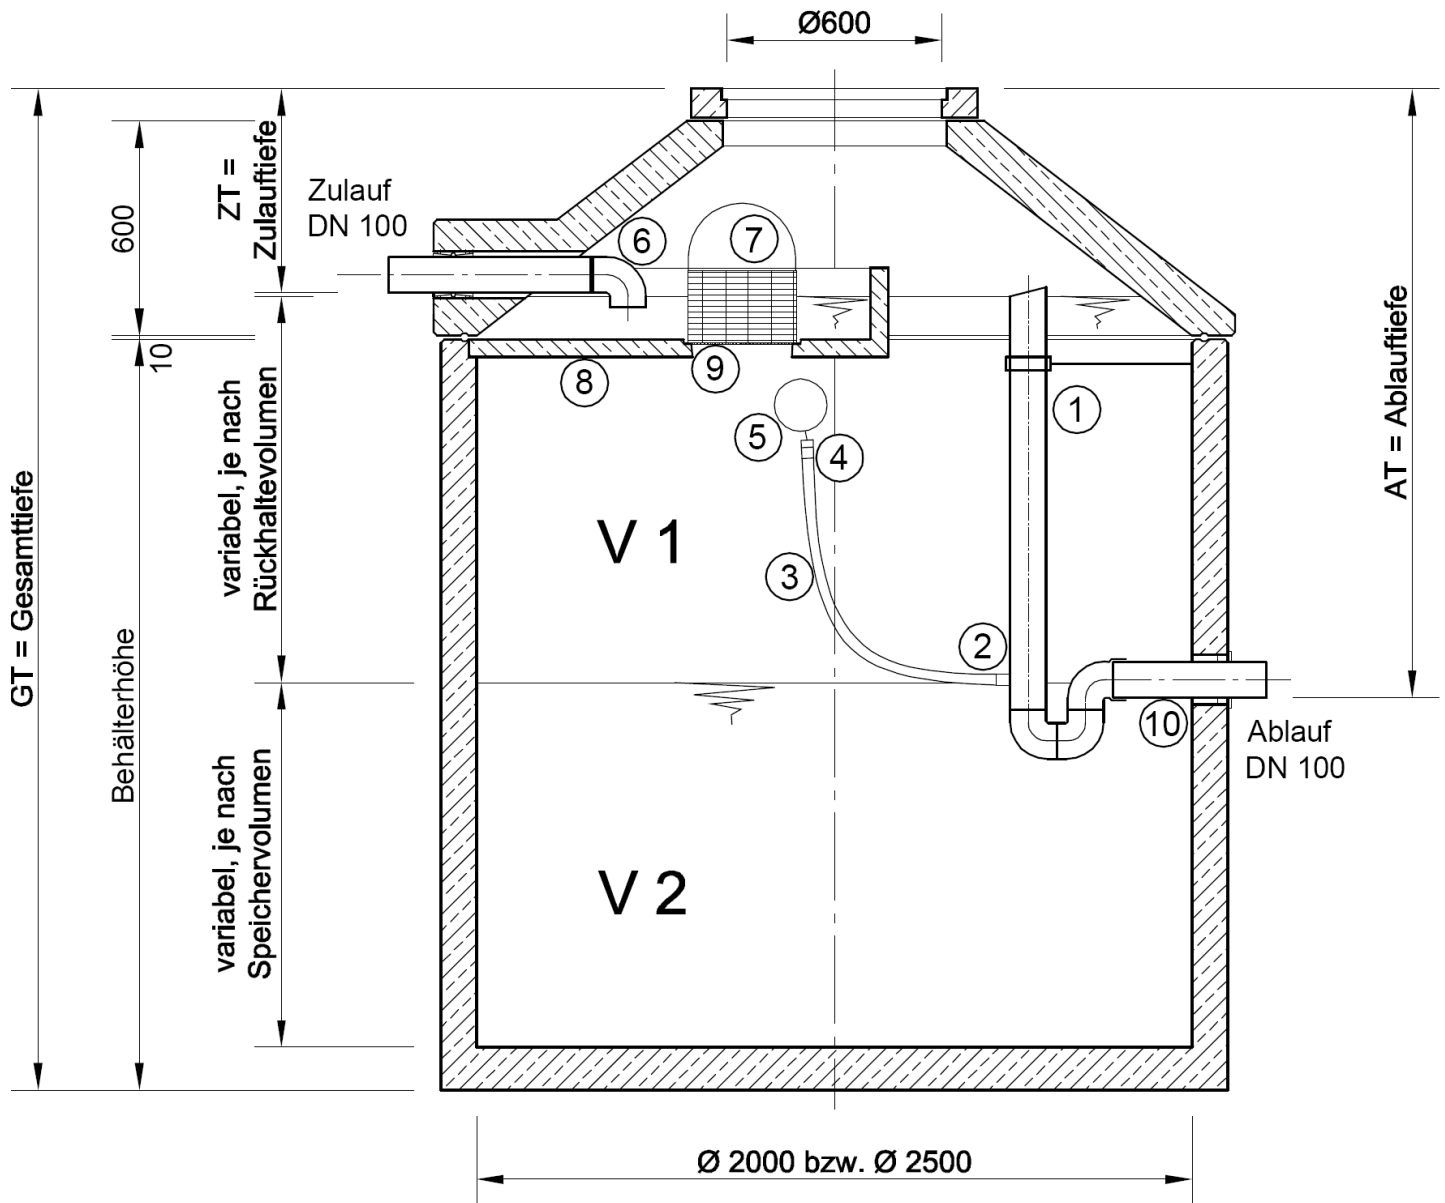 Ø600
ZT =
Zulauftiefe
Zulauf
DN 100
600
10
6
7
8
9
1
5
4
3
2
10
V 1
V 2
variabel, je nach
Rückhaltevolumen
variabel, je nach
Speichervolumen
GT = Gesamttiefe
Behälterhöhe
AT = Ablauftiefe
Ablauf
DN 100
Ø 2000 bzw. Ø 2500